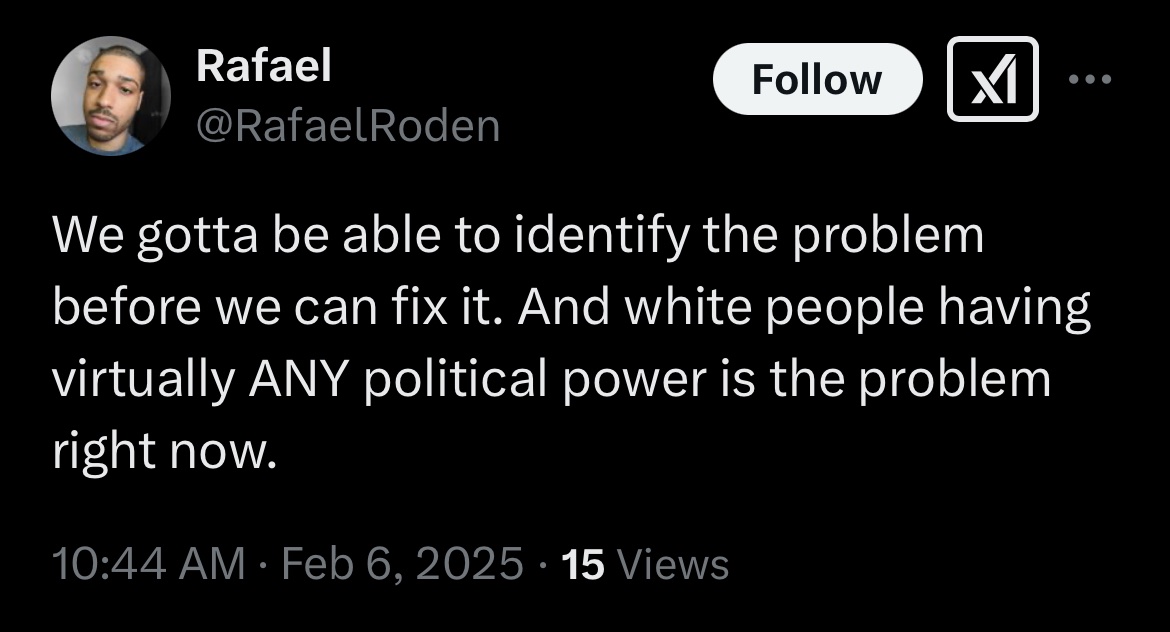 Rafael
@RafaelRoden
Follow
We gotta be able to identify the problem
before we can fix it. And white people having
virtually ANY political power is the problem
right now.
10:44 AM · Feb 6, 2025 · 15 Views